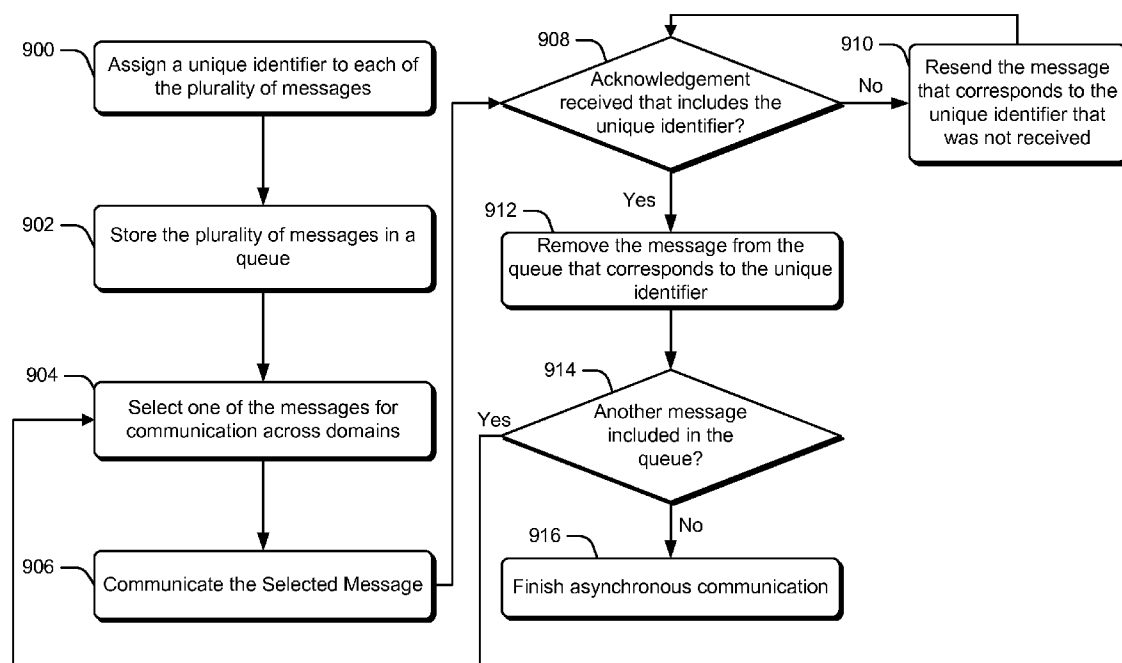 900
Assign a unique identifier to each of
the plurality of messages
902
Store the plurality of messages in a
queue
904
Select one of the messages for
communication across domains
906
Communicate the Selected Message
908
Acknowledgement
received that includes the
unique identifier?
No
910
Resend the message
that corresponds to the
unique identifier that
was not received
Yes
912
Remove the message from the
queue that corresponds to the unique
identifier
914
Another message
included in the
queue?
Yes
No
916
Finish asynchronous communication